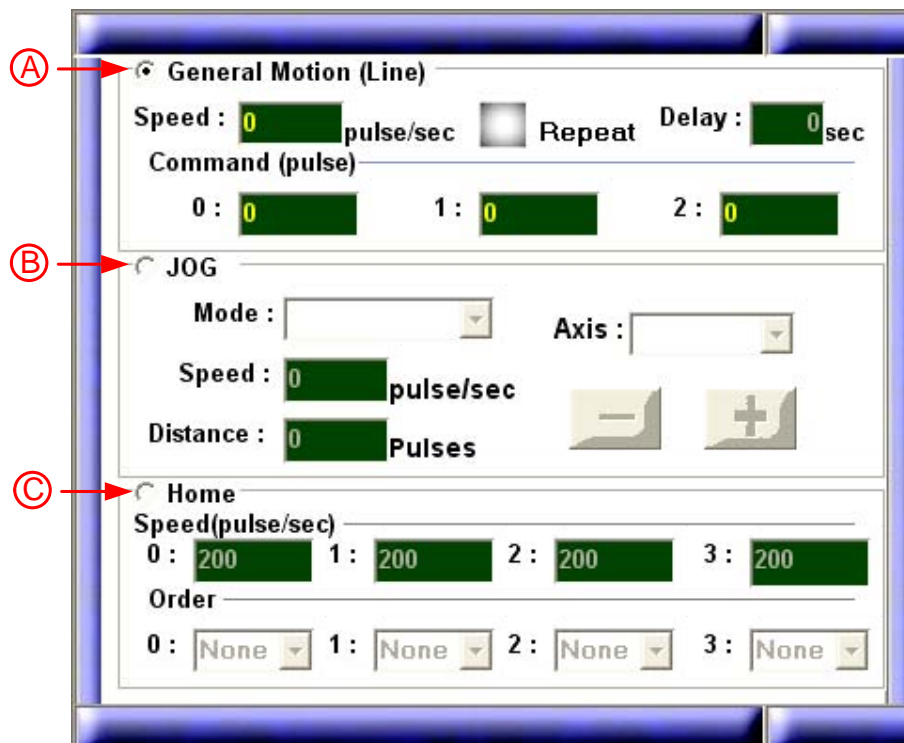 A General Motion (Line)
Speed : 0 pulse/sec Repeat Delay : 0 sec
Command (pulse)
0 : 0 1 : 0 2 : 0
B JOG
Mode : Axis :
Speed : 0 pulse/sec
Distance : 0 Pulses
C Home
Speed(pulse/sec)
0 : 200 1 : 200 2 : 200 3 : 200
Order
0 : None 1 : None 2 : None 3 : None